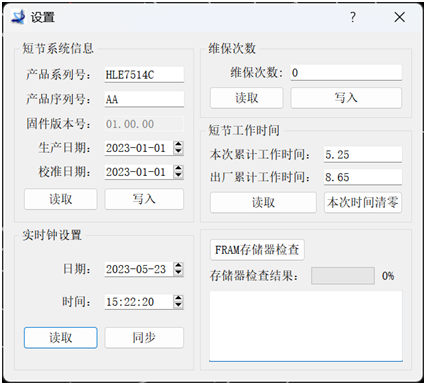 设置
短节系统信息
产品系列号： HLE7514C
产品序列号： AA
固件版本号： 01.00.00
生产日期： 2023-01-01
校准日期： 2023-01-01
读取 写入
实时钟设置
日期： 2023-05-23
时间： 15:22:20
读取 同步
维保次数
维保次数： 0
读取 写入
短节工作时间
本次累计工作时间： 5.25
出厂累计工作时间： 8.65
读取 本次时间清零
FRAM存储器检查
存储器检查结果： 0%